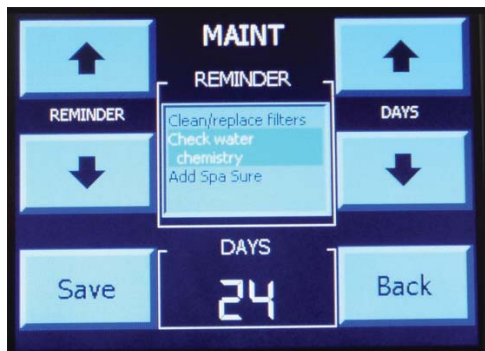 MAINT
REMINDER
REMINDER
DAYS
Clean/replace filters
Check water
chemistry
Add Spa Sure
DAYS
24
Save
Back